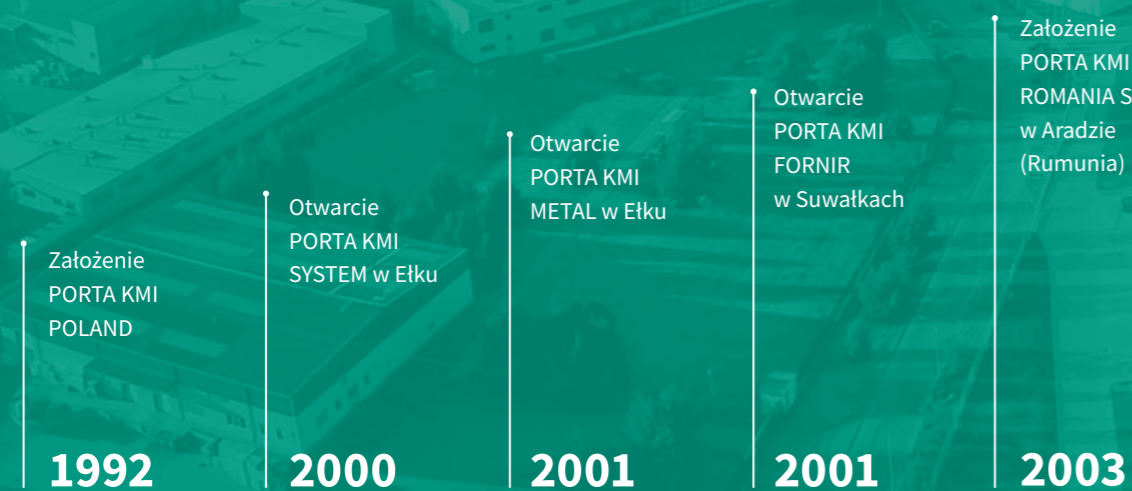 Założenie
PORTA KMI
POLAND
1992
Otwarcie
PORTA KMI
SYSTEM w Ełku
2000
Otwarcie
PORTA KMI
METAL w Ełku
2001
Otwarcie
PORTA KMI
FORNIR
w Suwałkach
2001
Założenie
PORTA KMI
ROMANIA S
w Aradzie
(Rumunia)
2003